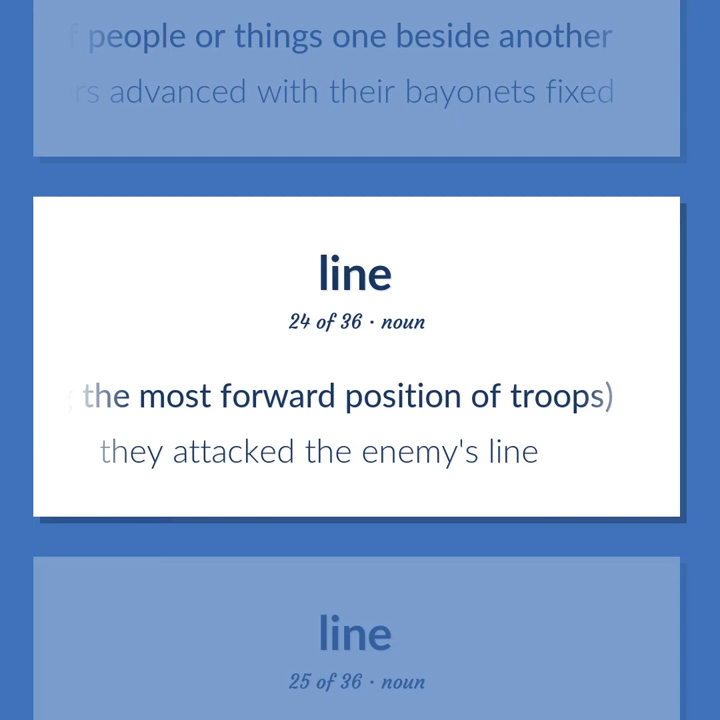 people or things one beside another
advanced with their bayonets fixed
line
24 of 36 · noun
the most forward position of troops)
they attacked the enemy's line
line
25 of 36 · noun